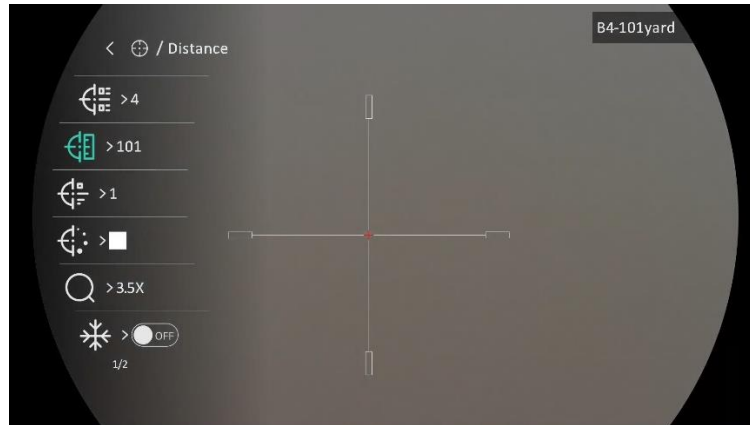 B4-101yard
< / Distance
>4
>101
>1
>
>3.5X
> OFF
1/2